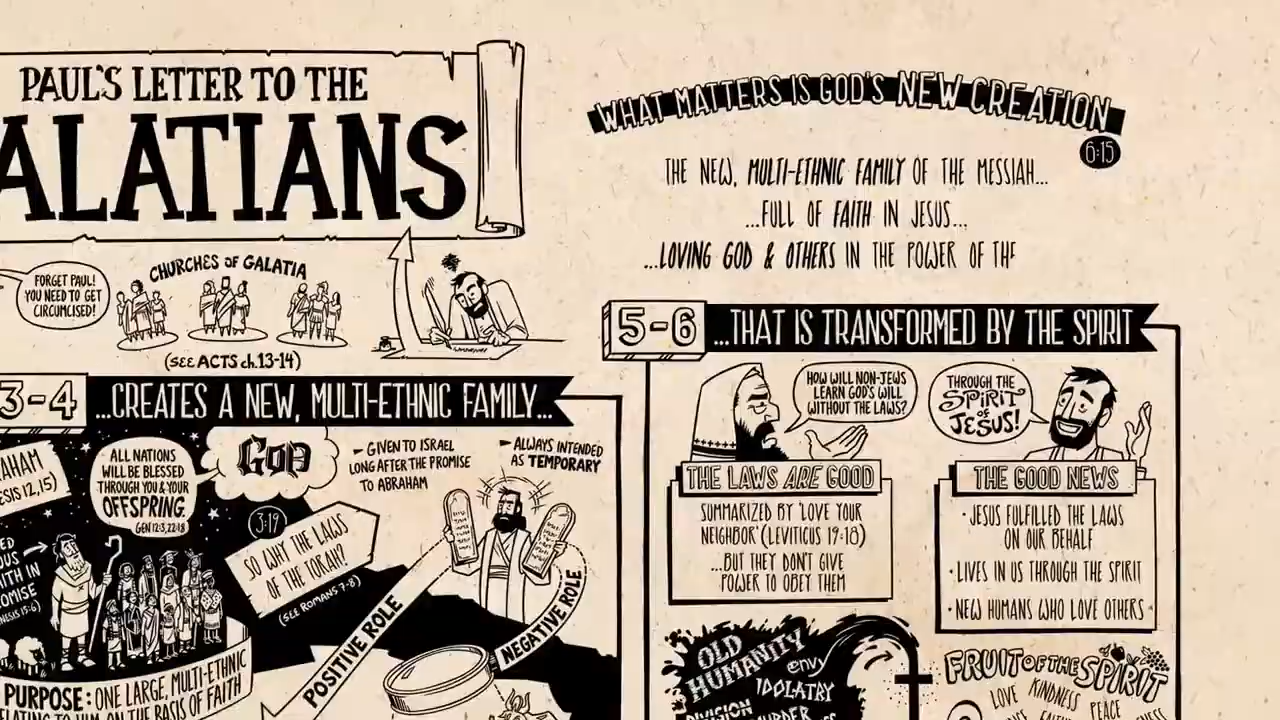 PAUL'S LETTER TO THE
ALATIANS
FORGET PAUL!
YOU NEED TO GET
CIRCUMCISED!
CHURCHES OF GALATIA
(SEE ACTS ch.13-14)
3-4 ...CREATES A NEW, MULTI-ETHNIC FAMILY...
ALL NATIONS
WILL BE BLESSED
THROUGH YOU & YOUR
OFFSPRING.
GEN 12:3, 22:18
GOD
- GIVEN TO ISRAEL
LONG AFTER THE PROMISE
TO ABRAHAM
- ALWAYS INTENDED
AS TEMPORARY
3:19
SO WHY THE LAWS
OF THE TORAH?
(SEE ROMANS 7-8)
POSITIVE ROLE
NEGATIVE ROLE
PURPOSE: ONE LARGE, MULTI-ETHNIC
HIM ON THE BASIS OF FAITH
WHAT MATTERS IS GOD'S NEW CREATION
6:15
THE NEW, MULTI-ETHNIC FAMILY OF THE MESSIAH...
...FULL OF FAITH IN JESUS...
...LOVING GOD & OTHERS IN THE POWER OF TH
5-6 ...THAT IS TRANSFORMED BY THE SPIRIT
HOW WILL NON-JEWS
LEARN GOD'S WILL
WITHOUT THE LAWS?
THROUGH THE
SPIRIT
OF
JESUS!
THE LAWS ARE GOOD
SUMMARIZED BY 'LOVE YOUR
NEIGHBOR' (LEVITICUS 19:18)
...BUT THEY DON'T GIVE
POWER TO OBEY THEM
THE GOOD NEWS
• JESUS FULFILLED THE LAWS
ON OUR BEHALF
• LIVES IN US THROUGH THE SPIRIT
• NEW HUMANS WHO LOVE OTHERS
OLD
HUMANITY
envy
IDOLATRY
DIVISION
FRUIT OF THE SPIRIT
LOVE
KINDNESS
PEACE